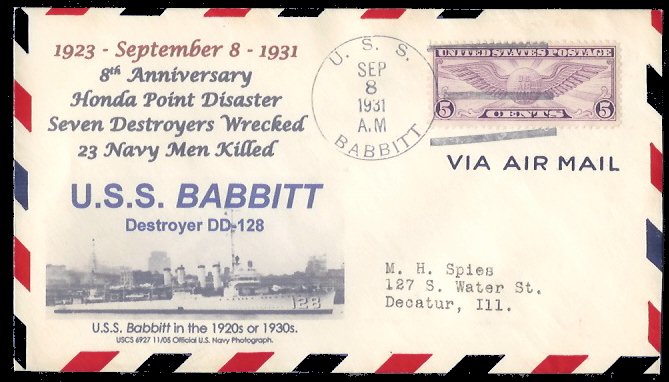 1923 - September 8 - 1931
8th Anniversary
Honda Point Disaster
Seven Destroyers Wrecked
23 Navy Men Killed
U.S.S. BABBITT
Destroyer DD-128
128
U.S.S. Babbitt in the 1920s or 1930s.
USCS 6927 11/05 Official U.S. Navy Photograph.
U. S. S.
SEP
8
1931
A.M
BABBITT
UNITED STATES POSTAGE
5 CENTS 5
VIA AIR MAIL
M. H. Spies
127 S. Water St.
Decatur, Ill.